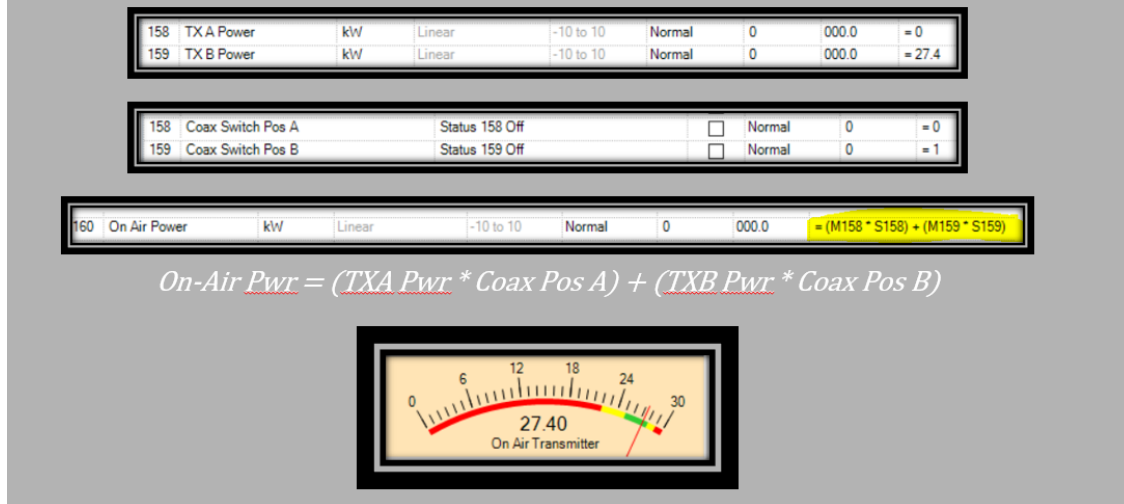 158 TX A Power kW Linear -10 to 10 Normal 0 000.0 = 0
159 TX B Power kW Linear -10 to 10 Normal 0 000.0 = 27.4
158 Coax Switch Pos A Status 158 Off Normal 0 = 0
159 Coax Switch Pos B Status 159 Off Normal 0 = 1
160 On Air Power kW Linear -10 to 10 Normal 0 000.0 = (M158 * S158) + (M159 * S159)
On-Air Pwr = (TXA Pwr * Coax Pos A) + (TXB Pwr * Coax Pos B)
0 6 12 18 24 30
27.40
On Air Transmitter